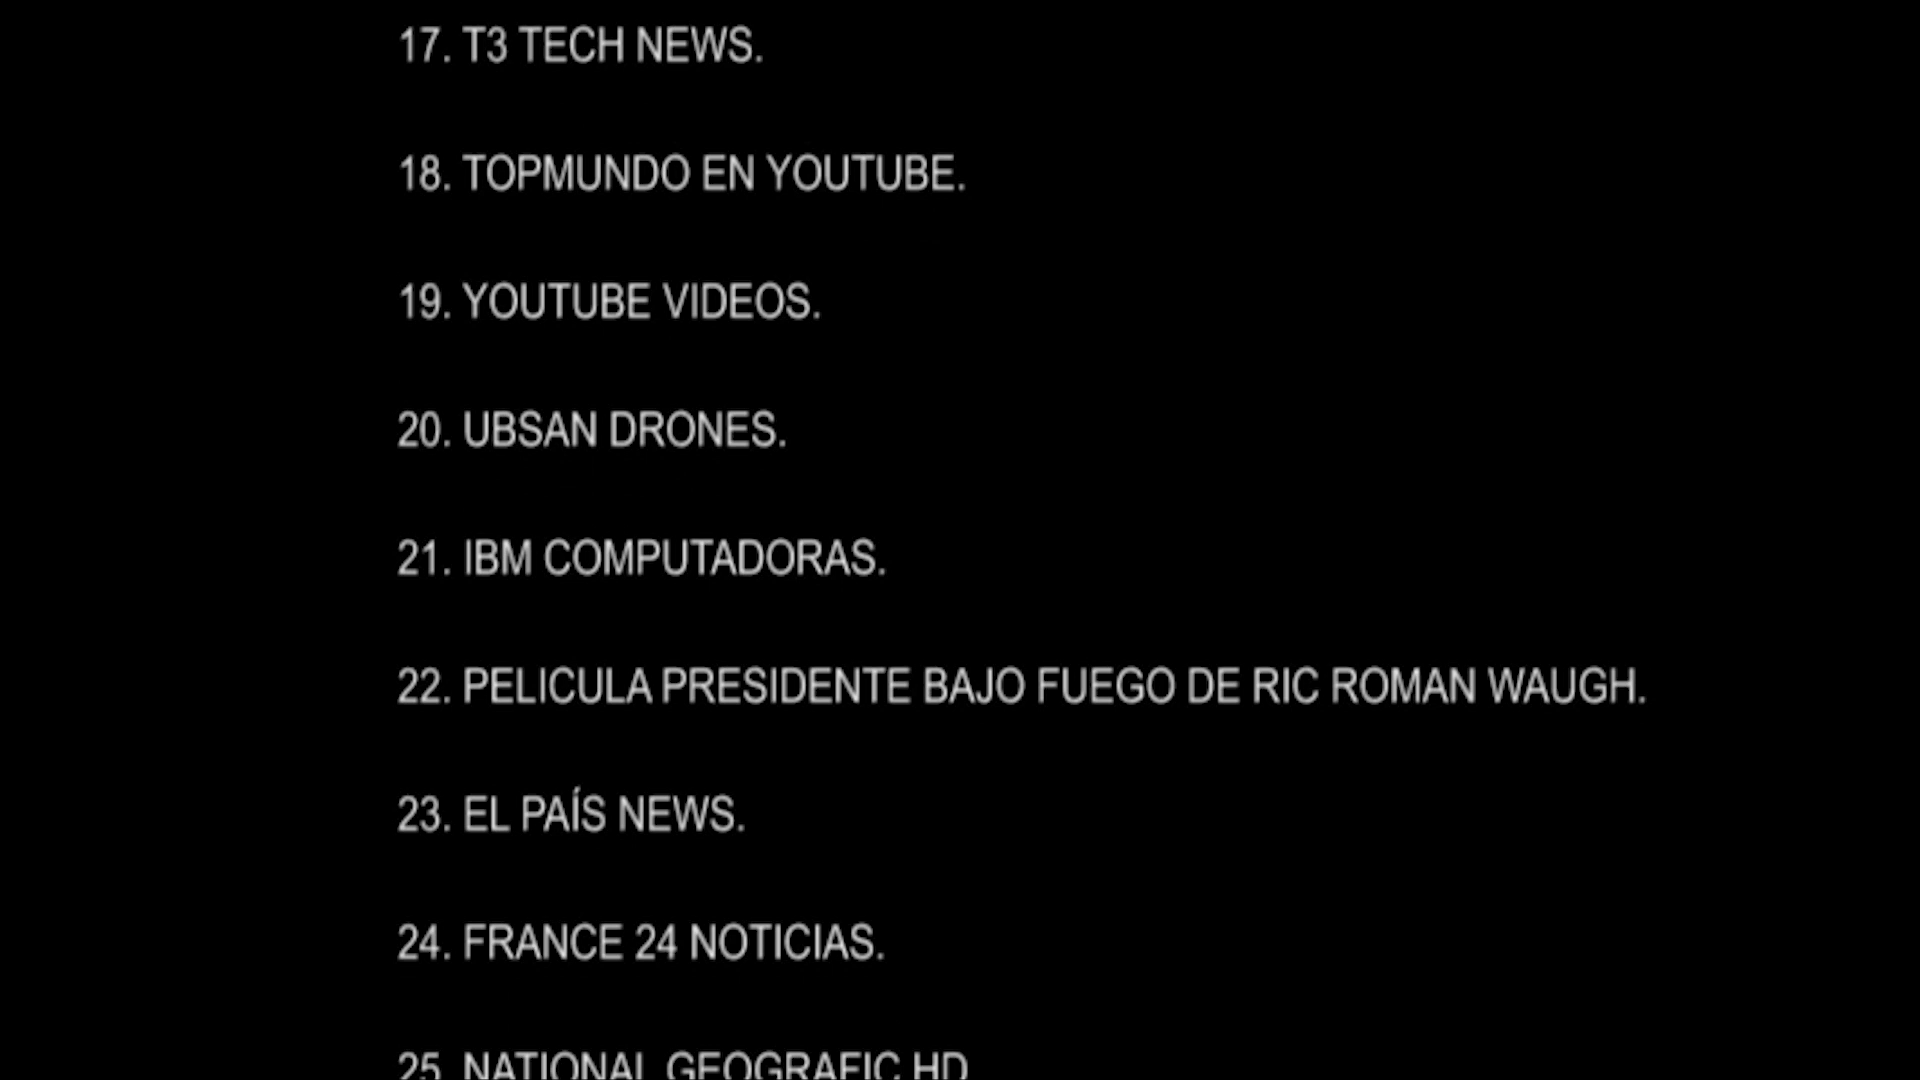 17. T3 TECH NEWS.
18. TOPMUNDO EN YOUTUBE.
19. YOUTUBE VIDEOS.
20. UBSAN DRONES.
21. IBM COMPUTADORAS.
22. PELICULA PRESIDENTE BAJO FUEGO DE RIC ROMAN WAUGH.
23. EL PAÍS NEWS.
24. FRANCE 24 NOTICIAS.
25. NATIONAL GEOGRAFIC HD